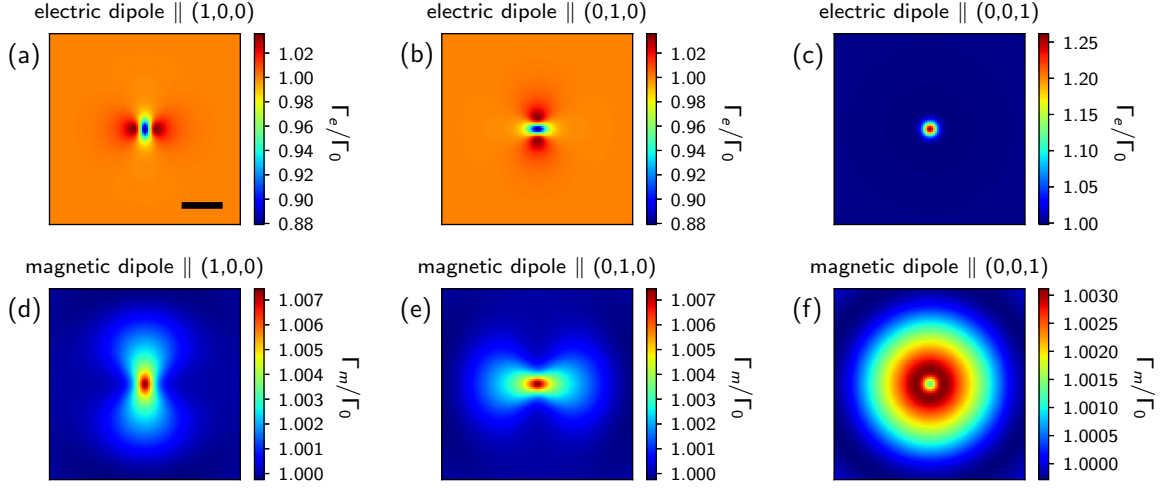 electric dipole ∥ (1,0,0)
electric dipole ∥ (0,1,0)
electric dipole ∥ (0,0,1)
(a)
1.02
1.00
0.98
0.96
0.94
0.92
0.90
0.88
Γe/Γ0
(b)
1.02
1.00
0.98
0.96
0.94
0.92
0.90
0.88
Γe/Γ0
(c)
1.25
1.20
1.15
1.10
1.05
1.00
Γe/Γ0
magnetic dipole ∥ (1,0,0)
magnetic dipole ∥ (0,1,0)
magnetic dipole ∥ (0,0,1)
(d)
1.007
1.006
1.005
1.004
1.003
1.002
1.001
1.000
Γm/Γ0
(e)
1.007
1.006
1.005
1.004
1.003
1.002
1.001
1.000
Γm/Γ0
(f)
1.0030
1.0025
1.0020
1.0015
1.0010
1.0005
1.0000
Γm/Γ0